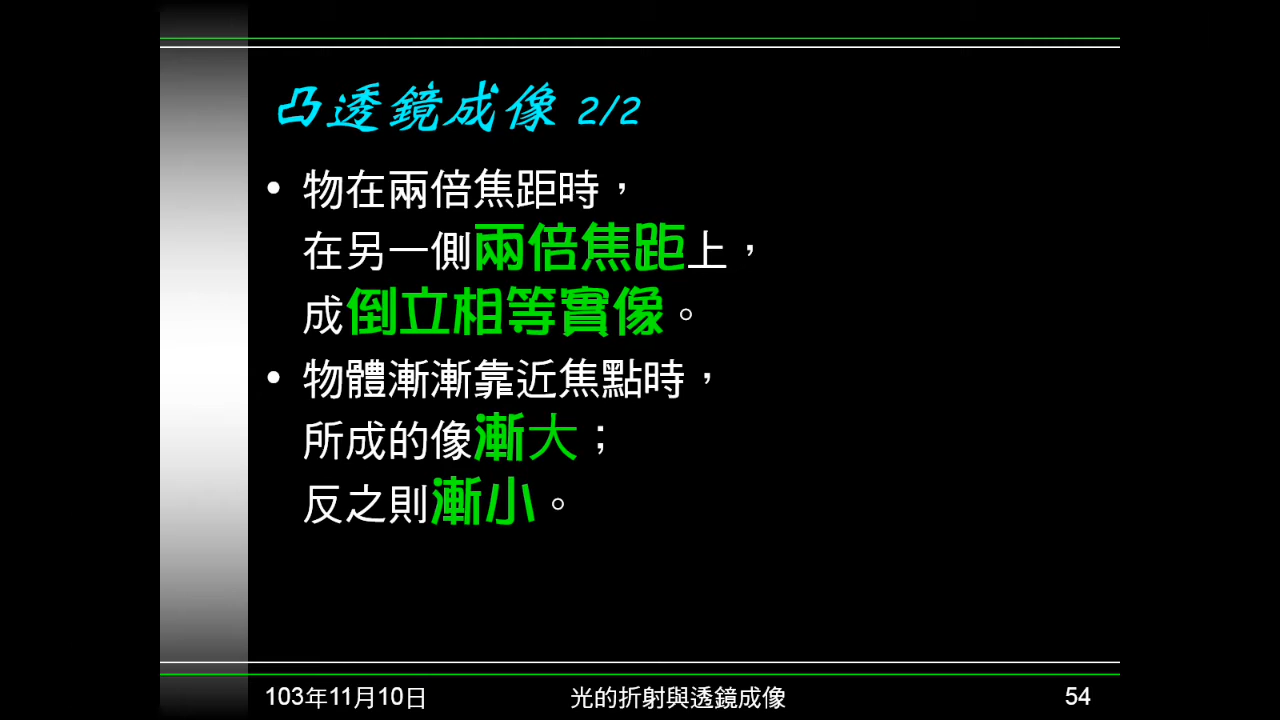 凸透鏡成像 2/2
• 物在兩倍焦距時，
在另一側兩倍焦距上，
成倒立相等實像。
• 物體漸漸靠近焦點時，
所成的像漸大；
反之則漸小。
103年11月10日
光的折射與透鏡成像
54